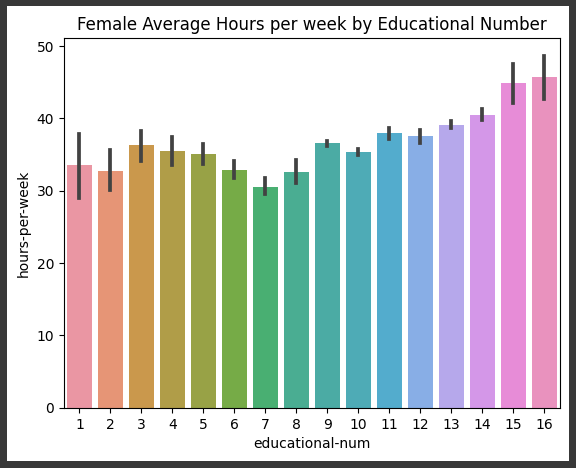 Female Average Hours per week by Educational Number
50
40
30
20
10
0
hours-per-week
1 2 3 4 5 6 7 8 9 10 11 12 13 14 15 16
educational-num